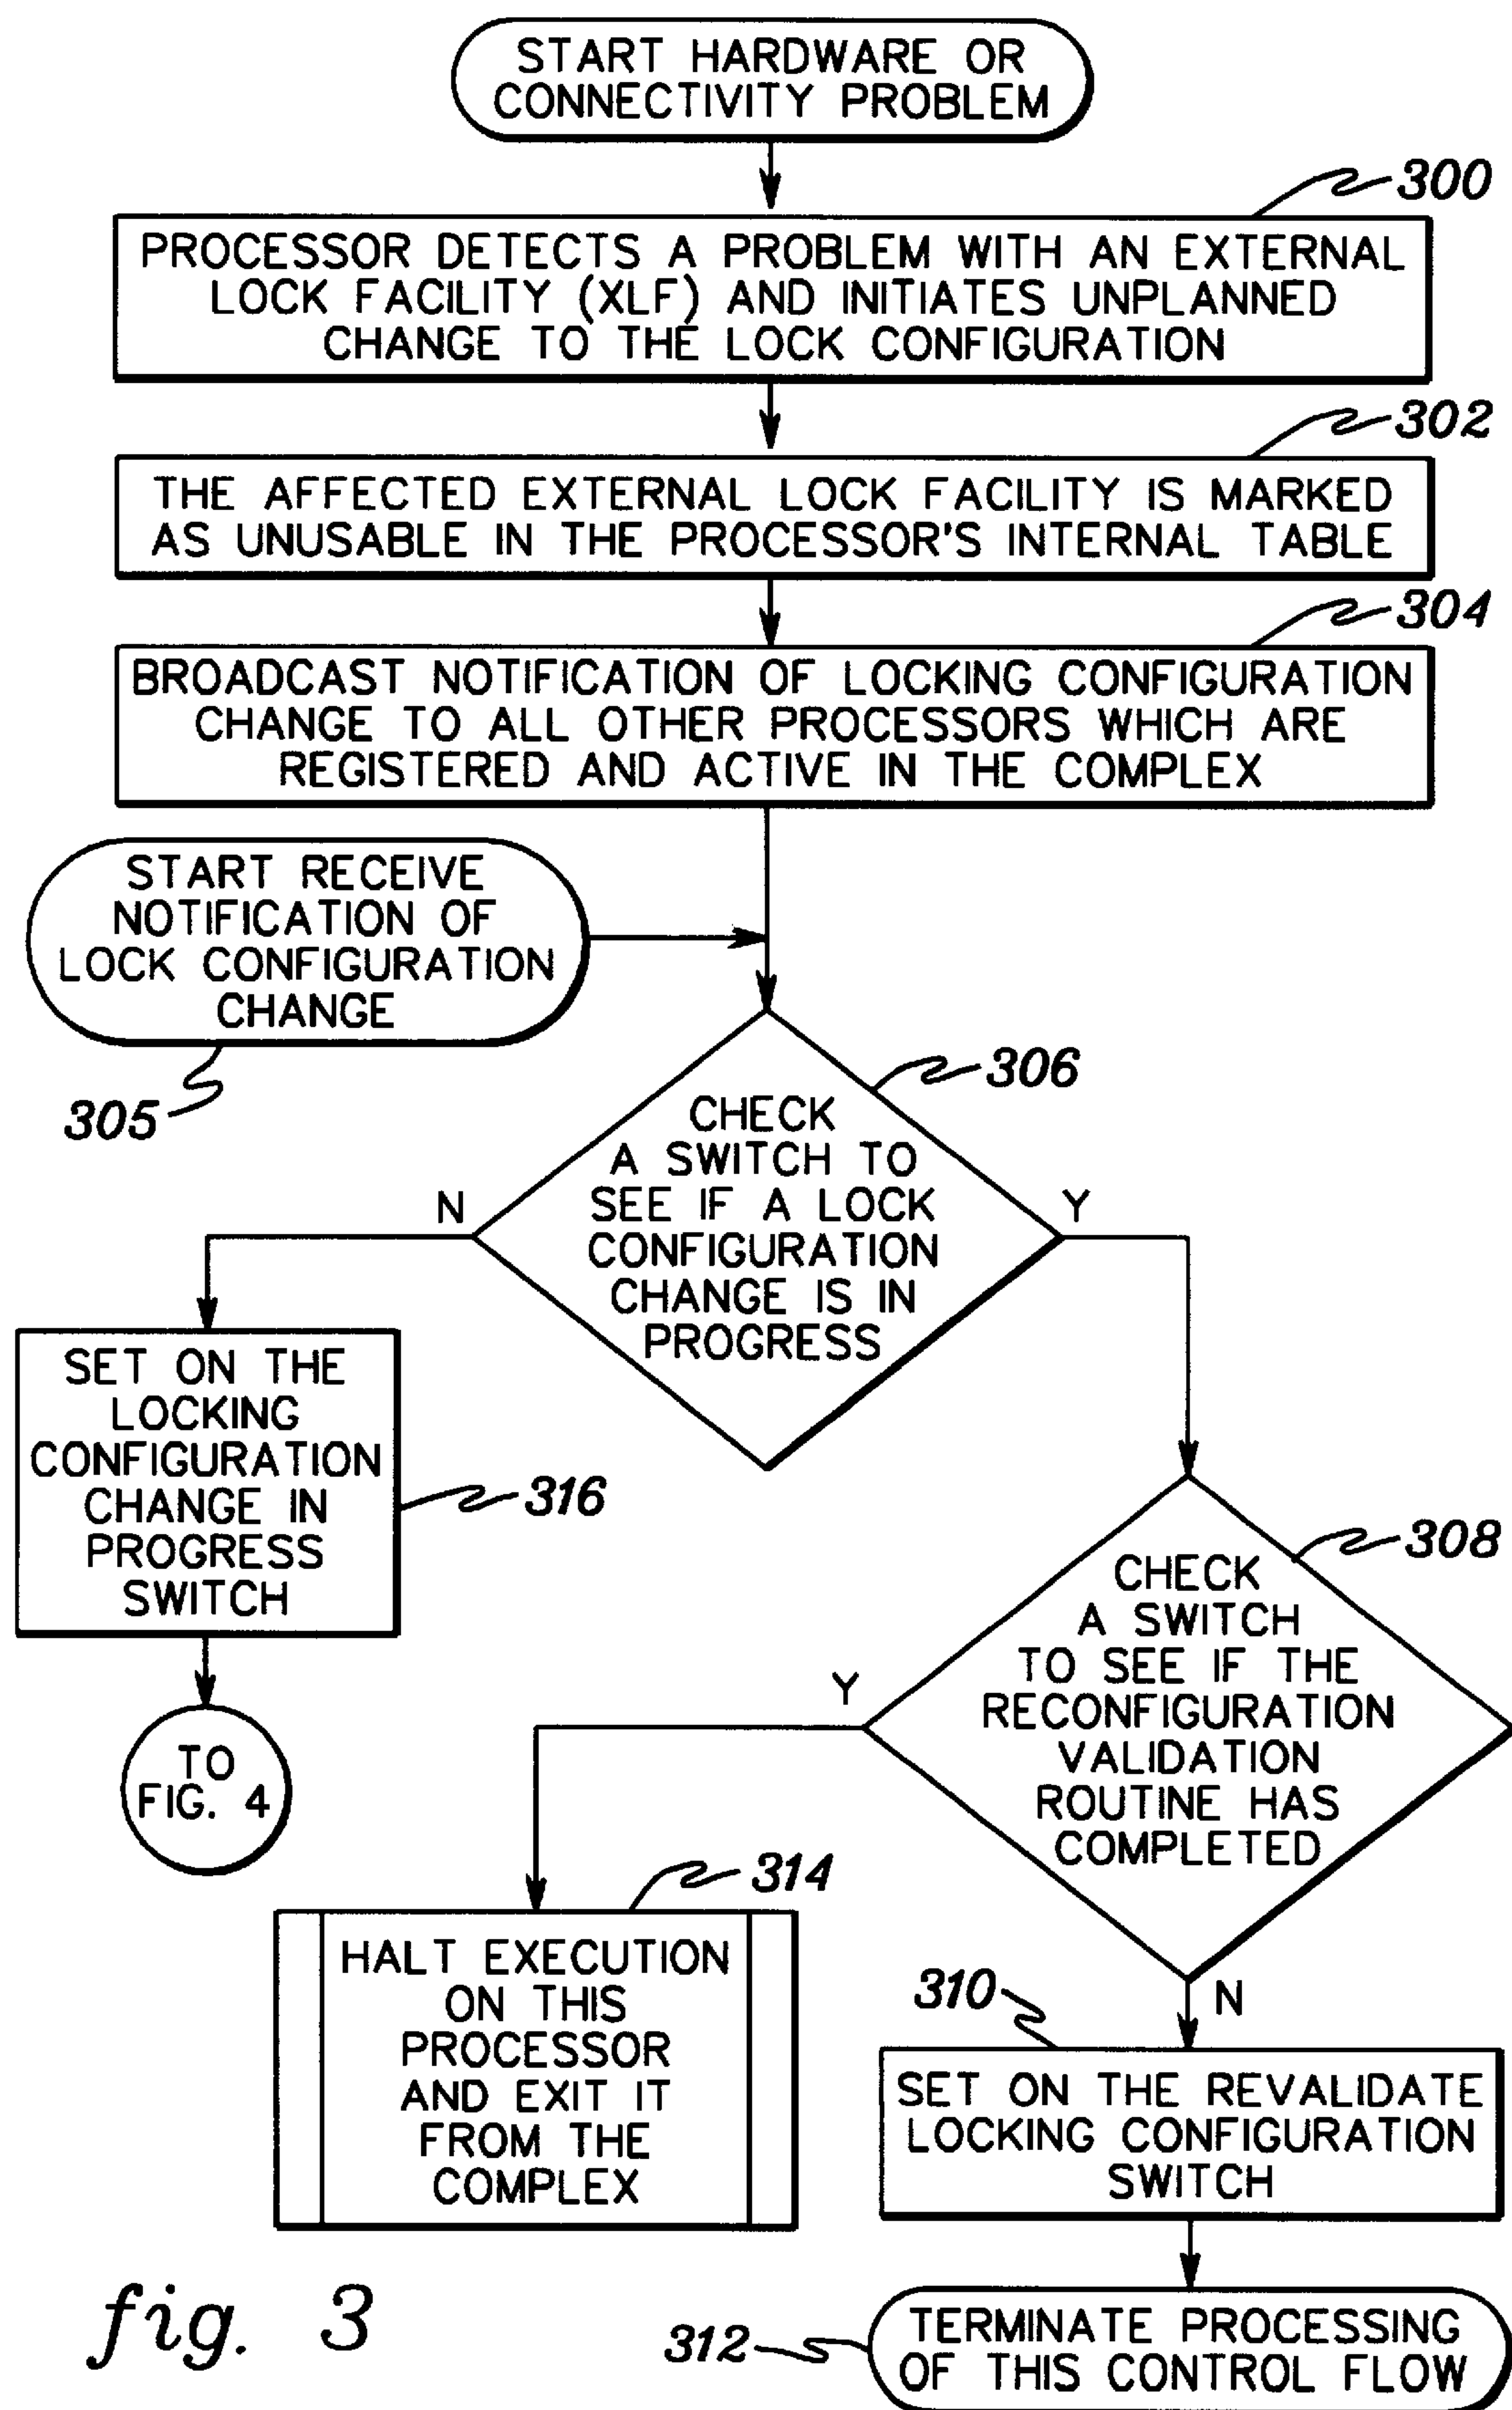 START HARDWARE OR
CONNECTIVITY PROBLEM
300
PROCESSOR DETECTS A PROBLEM WITH AN EXTERNAL
LOCK FACILITY (XLF) AND INITIATES UNPLANNED
CHANGE TO THE LOCK CONFIGURATION
302
THE AFFECTED EXTERNAL LOCK FACILITY IS MARKED
AS UNUSABLE IN THE PROCESSOR'S INTERNAL TABLE
304
BROADCAST NOTIFICATION OF LOCKING CONFIGURATION
CHANGE TO ALL OTHER PROCESSORS WHICH ARE
REGISTERED AND ACTIVE IN THE COMPLEX
START RECEIVE
NOTIFICATION OF
LOCK CONFIGURATION
CHANGE
305
306
CHECK
A SWITCH TO
SEE IF A LOCK
CONFIGURATION
CHANGE IS IN
PROGRESS
N
Y
SET ON THE
LOCKING
CONFIGURATION
CHANGE IN
PROGRESS
SWITCH
316
TO
FIG. 4
308
CHECK
A SWITCH
TO SEE IF THE
RECONFIGURATION
VALIDATION
ROUTINE HAS
COMPLETED
Y
N
314
HALT EXECUTION
ON THIS
PROCESSOR
AND EXIT IT
FROM THE
COMPLEX
310
SET ON THE REVALIDATE
LOCKING CONFIGURATION
SWITCH
312
TERMINATE PROCESSING
OF THIS CONTROL FLOW
fig. 3